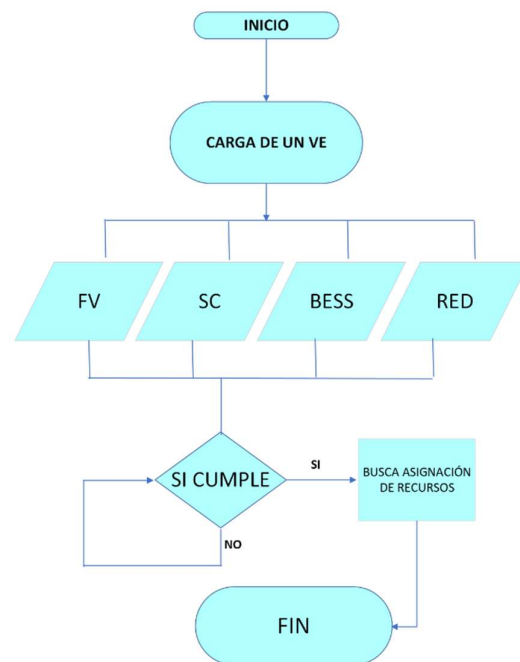 INICIO
CARGA DE UN VE
FV
SC
BESS
RED
SI CUMPLE
SI
BUSCA ASIGNACIÓN
DE RECURSOS
NO
FIN